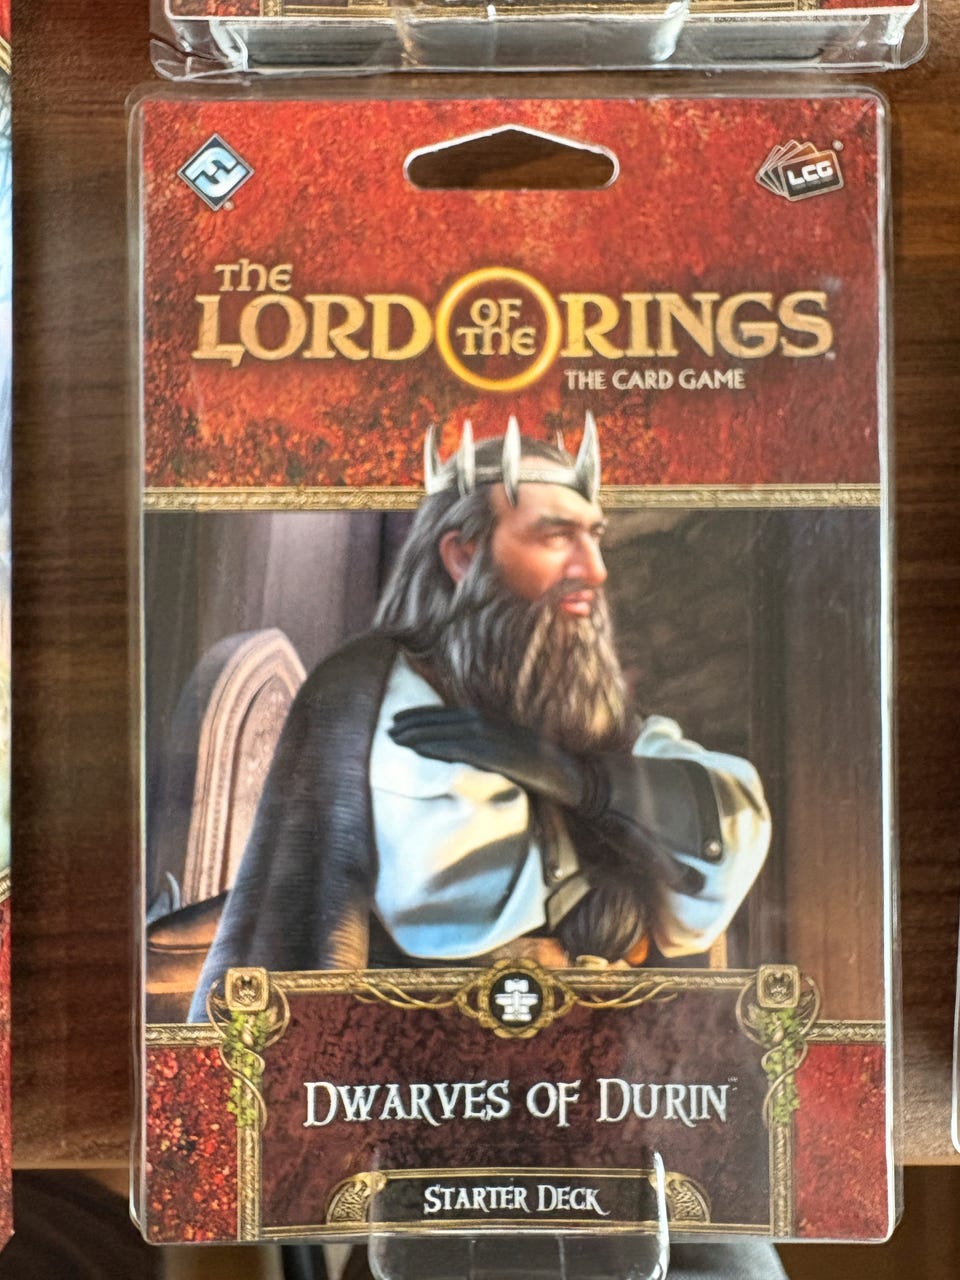 LCG
The
LORD OF THE RINGS
THE CARD GAME
DWARVES OF DURIN
STARTER DECK